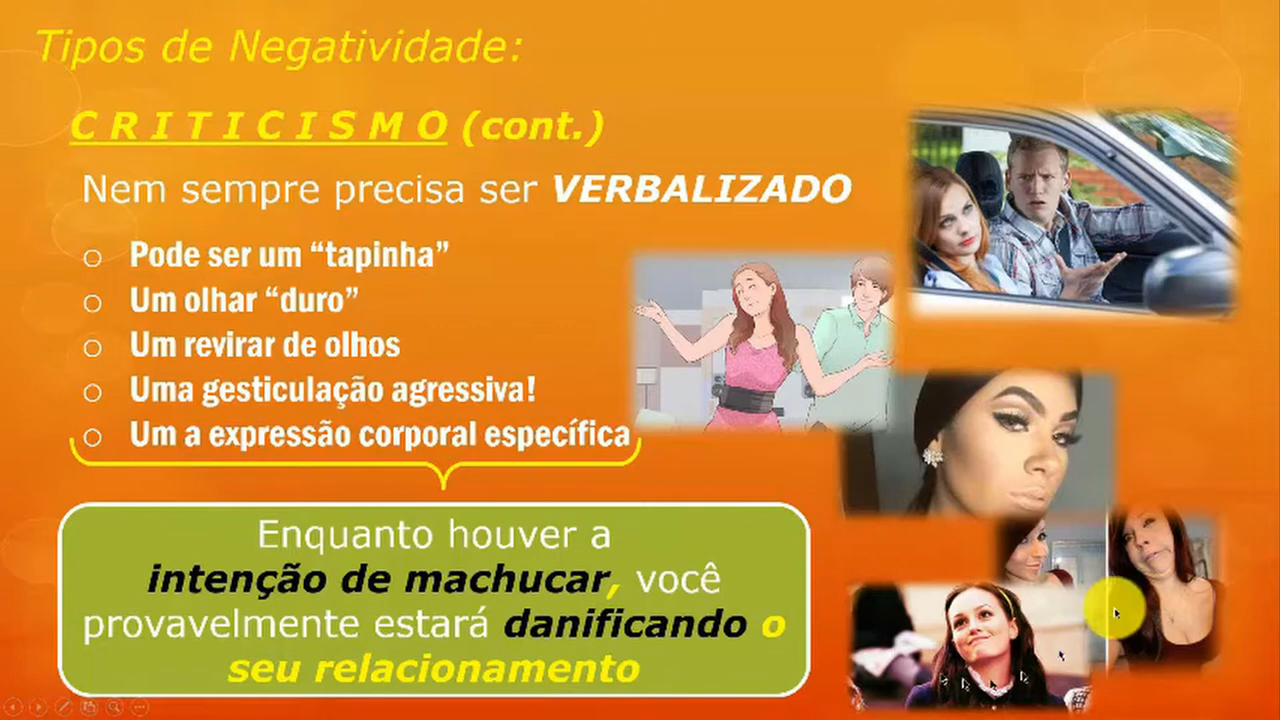 Tipos de Negatividade:
C R I T I C I S M O (cont.)
Nem sempre precisa ser VERBALIZADO
o Pode ser um “tapinha”
o Um olhar “duro”
o Um revirar de olhos
o Uma gesticulação agressiva!
o Um a expressão corporal específica
Enquanto houver a
intenção de machucar, você
provavelmente estará danificando o
seu relacionamento